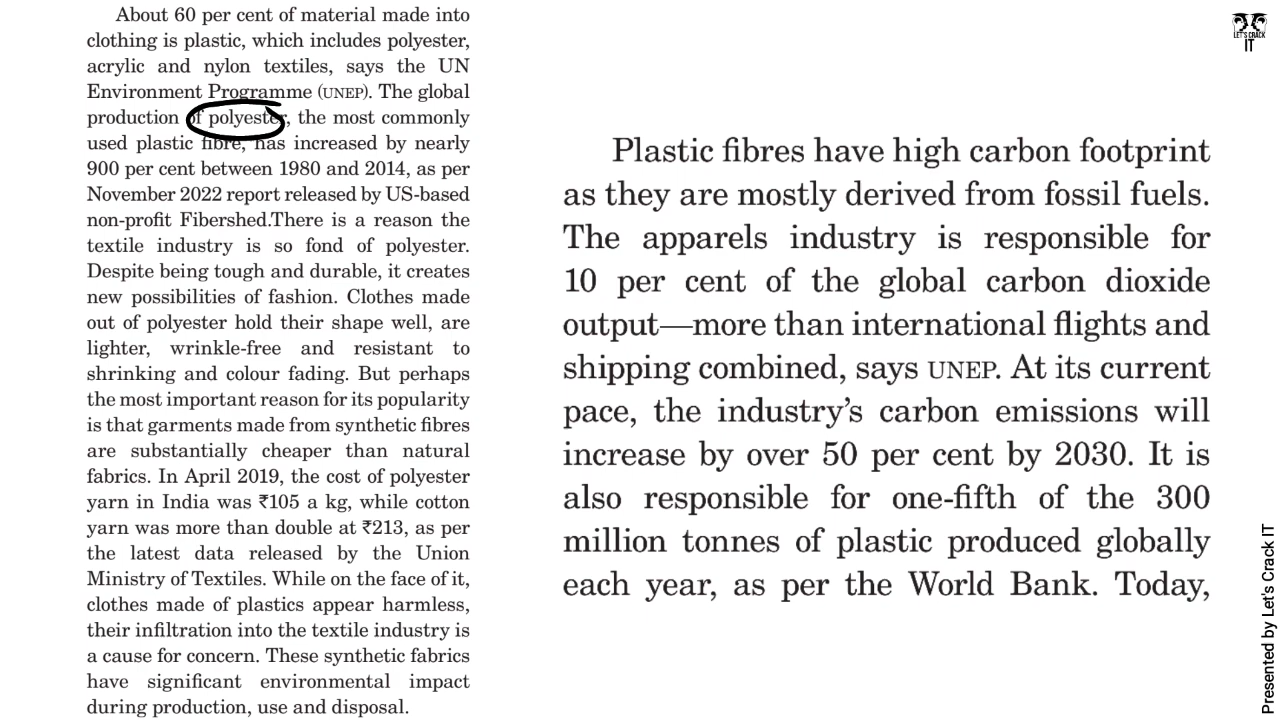 About 60 per cent of material made into
clothing is plastic, which includes polyester,
acrylic and nylon textiles, says the UN
Environment Programme (UNEP). The global
production of polyester, the most commonly
used plastic fibre, has increased by nearly
900 per cent between 1980 and 2014, as per
November 2022 report released by US-based
non-profit Fibershed.There is a reason the
textile industry is so fond of polyester.
Despite being tough and durable, it creates
new possibilities of fashion. Clothes made
out of polyester hold their shape well, are
lighter, wrinkle-free and resistant to
shrinking and colour fading. But perhaps
the most important reason for its popularity
is that garments made from synthetic fibres
are substantially cheaper than natural
fabrics. In April 2019, the cost of polyester
yarn in India was ₹105 a kg, while cotton
yarn was more than double at ₹213, as per
the latest data released by the Union
Ministry of Textiles. While on the face of it,
clothes made of plastics appear harmless,
their infiltration into the textile industry is
a cause for concern. These synthetic fabrics
have significant environmental impact
during production, use and disposal.
Plastic fibres have high carbon footprint
as they are mostly derived from fossil fuels.
The apparels industry is responsible for
10 per cent of the global carbon dioxide
output—more than international flights and
shipping combined, says UNEP. At its current
pace, the industry's carbon emissions will
increase by over 50 per cent by 2030. It is
also responsible for one-fifth of the 300
million tonnes of plastic produced globally
each year, as per the World Bank. Today,
LET'S CRACK
IT
Presented by Let's Crack IT